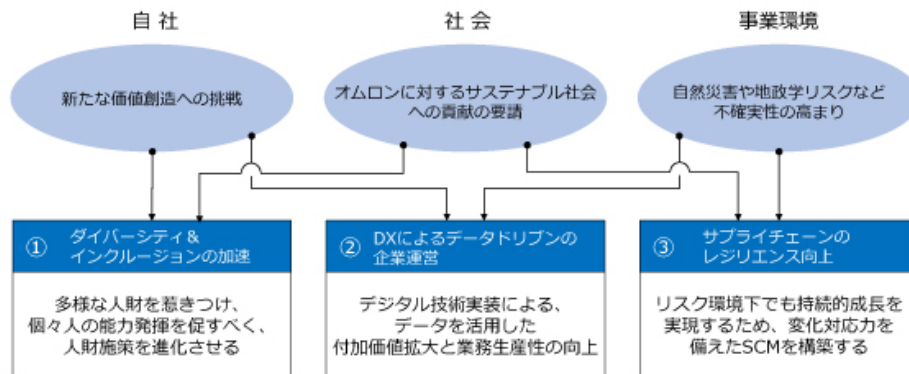 自 社
社 会
事業環境
新たな価値創造への挑戦
オムロンに対するサステナブル社会
への貢献の要請
自然災害や地政学リスクなど
不確実性の高まり
① ダイバーシティ&
インクルージョンの加速
多様な人財を惹きつけ、
個々人の能力発揮を促すべく、
人財施策を進化させる
② DXによるデータドリブンの
企業運営
デジタル技術実装による、
データを活用した
付加価値拡大と業務生産性の向上
③ サプライチェーンの
レジリエンス向上
リスク環境下でも持続的成長を
実現するため、変化対応力を
備えたSCMを構築する